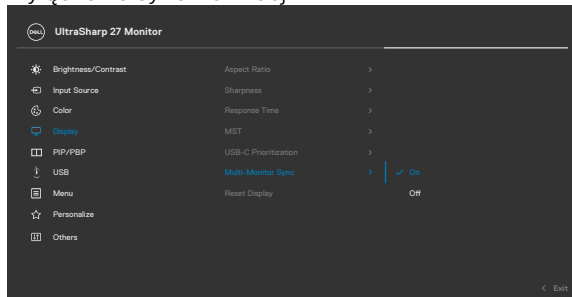 DELL
UltraSharp 27 Monitor
Brightness/Contrast
Aspect Ratio
Input Source
Sharpness
Color
Response Time
Display
MST
PIP/PBP
USB-C Prioritization
USB
Multi-Monitor Sync
On
Menu
Reset Display
Off
Personalize
Others
Exit